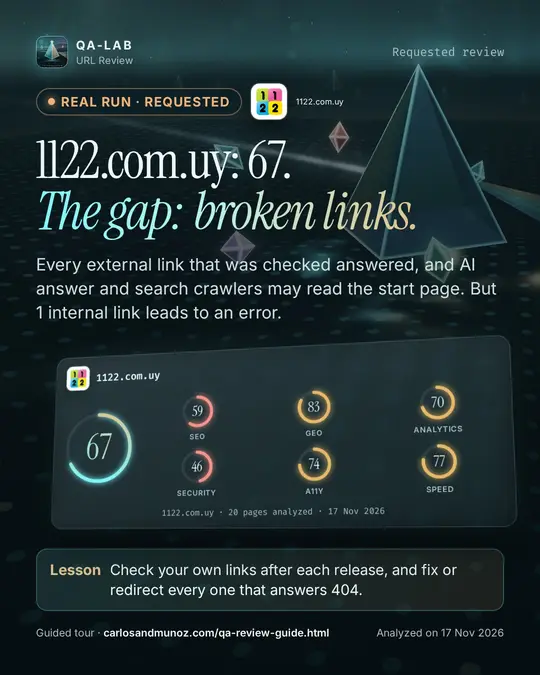 QA-LAB
URL Review
Requested review
REAL RUN · REQUESTED
11
22
1122.com.uy
1122.com.uy: 67.
The gap: broken links.
Every external link that was checked answered, and AI
answer and search crawlers may read the start page. But
1 internal link leads to an error.
11
22
1122.com.uy
67
59
SEO
83
GEO
70
ANALYTICS
46
SECURITY
74
A11Y
77
SPEED
1122.com.uy · 20 pages analyzed · 17 Nov 2026
Lesson
Check your own links after each release, and fix or
redirect every one that answers 404.
Guided tour · carlosandmunoz.com/qa-review-guide.html
Analyzed on 17 Nov 2026